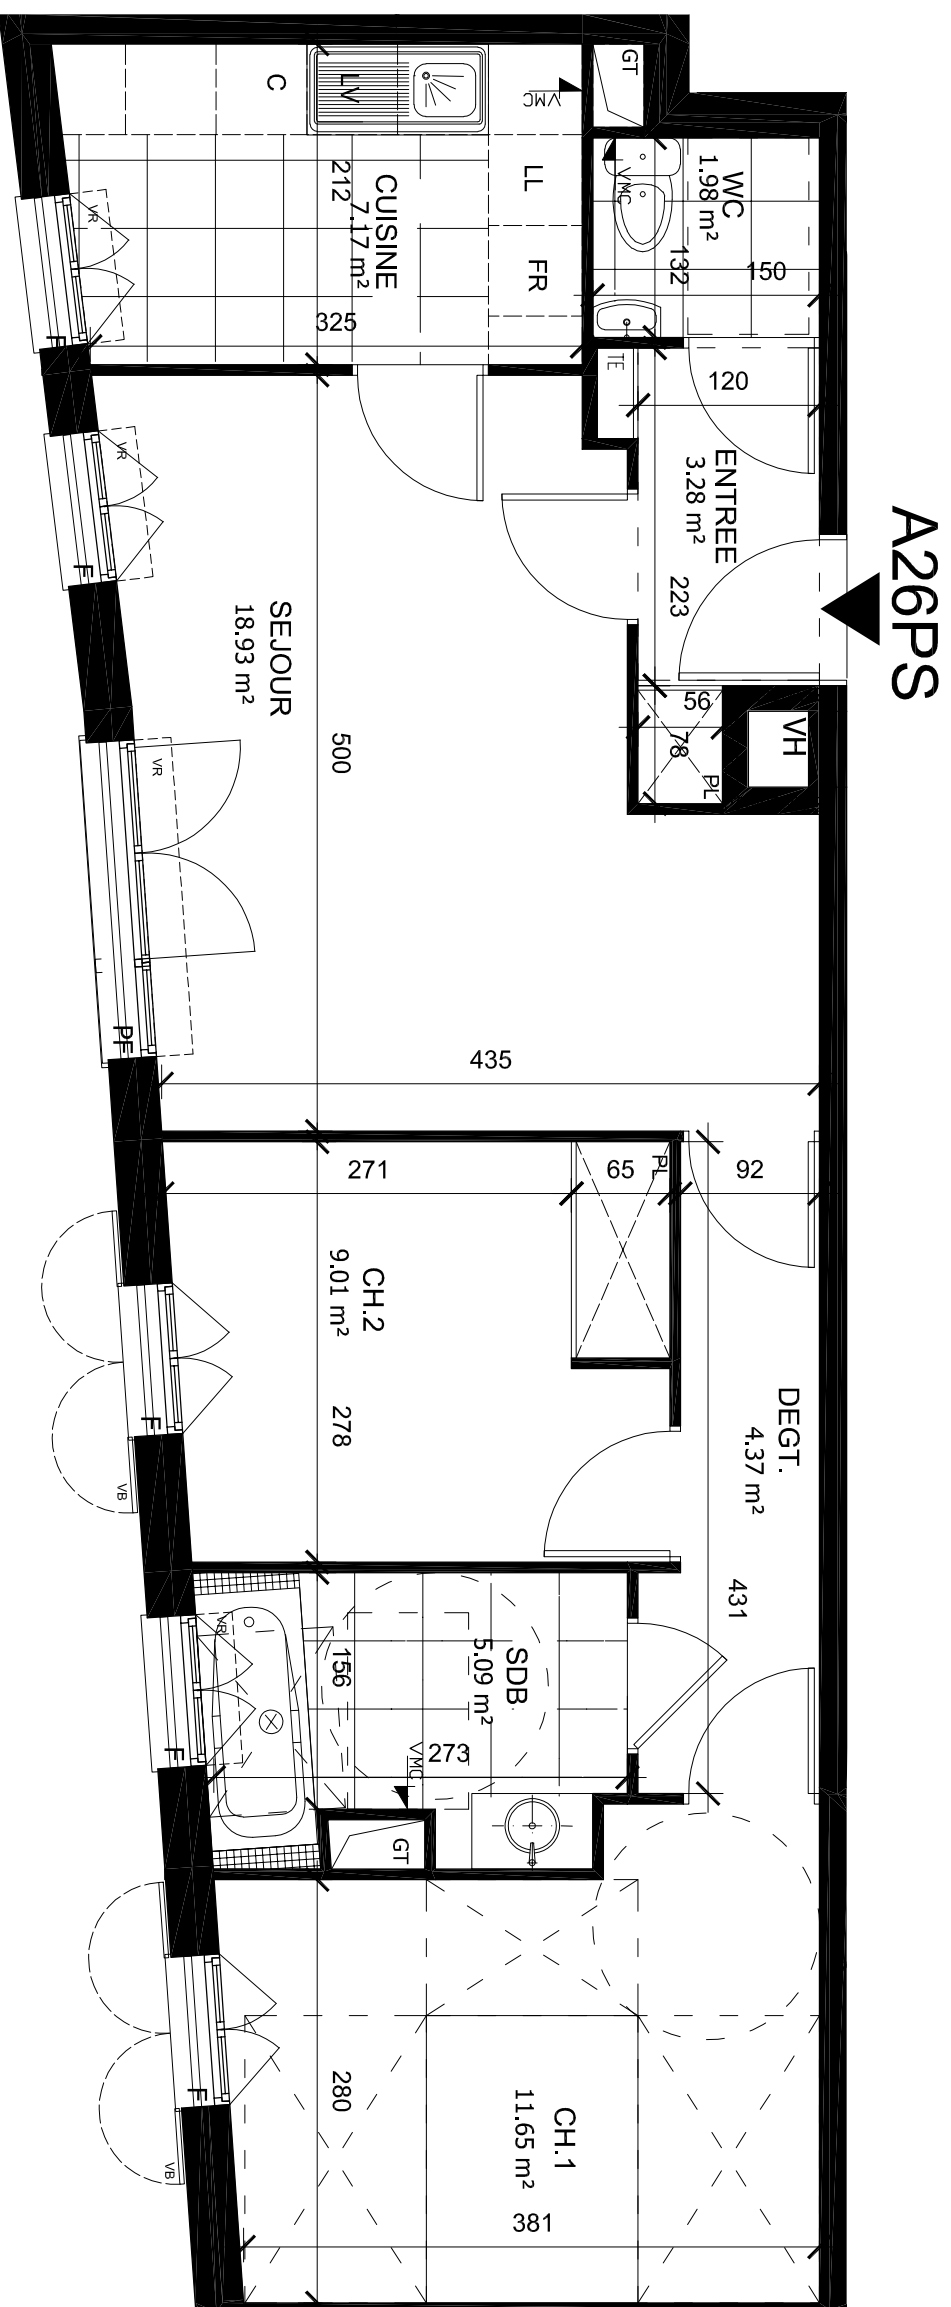 A26PS
GT
C
LV
VMC
LL
FR
CUISINE
7.17 m²
212
325
VR
F
WC
1.98 m²
VMC
132
150
TE
120
ENTREE
3.28 m²
223
56
78
PL
VH
VR
F
SEJOUR
18.93 m²
500
VR
PF
435
271
65
PL
92
CH.2
9.01 m²
278
F
VB
DEGT.
4.37 m²
431
SDB
5.09 m²
156
273
VMC
VR
F
GT
CH.1
11.65 m²
280
381
F
VB